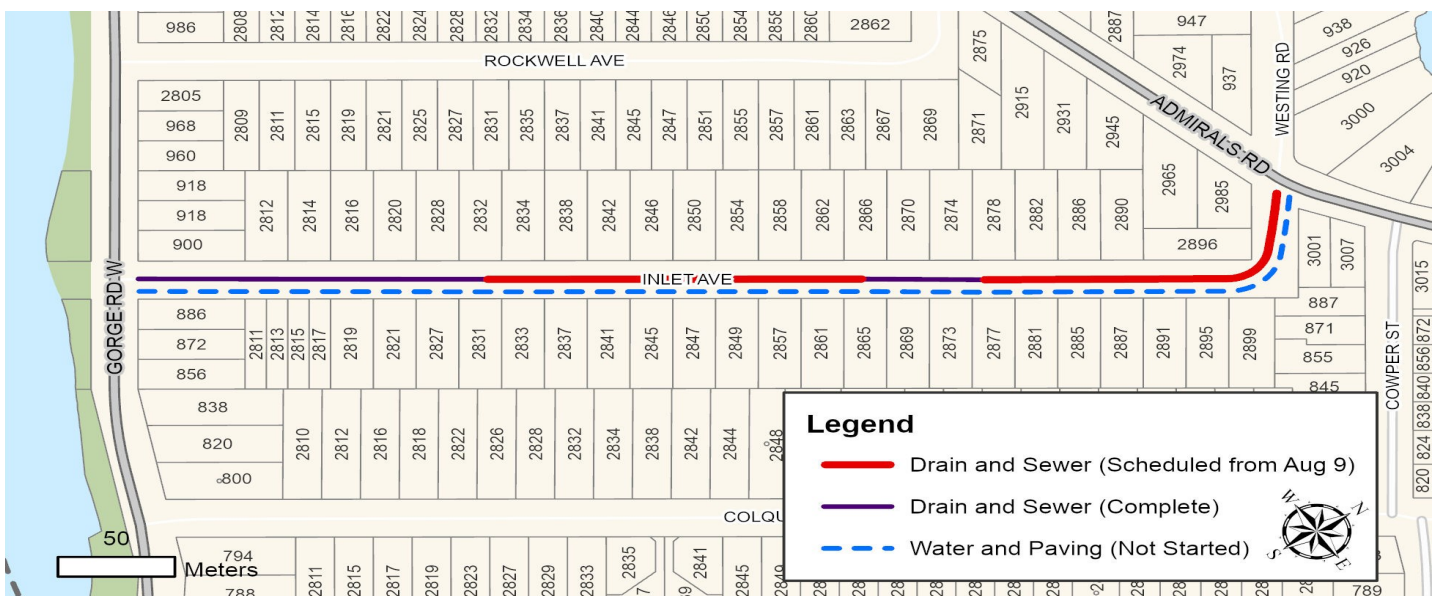 986 2808 2812 2814 2816 2822 2824 2828 2832 2834 2836 2840 2844 2846 2850 2854 2858 2860 2862 2887 947 938
2875 2974 937 926
ROCKWELL AVE
WESTING RD
920
2805 2809 2811 2815 2819 2821 2825 2827 2831 2835 2837 2841 2845 2847 2851 2855 2857 2861 2863 2867 2869 2871 2915 2931 2945 3000
968
960
ADMIRALS RD
3004
918 2812 2814 2816 2820 2828 2832 2834 2838 2842 2846 2850 2854 2858 2862 2866 2870 2874 2878 2882 2886 2890 2965 2985
918
900
2896 3001 3007
3015
INLET AVE
GORGE RD W
886 2811 2813 2815 2817 2819 2821 2827 2831 2833 2837 2841 2845 2847 2849 2857 2861 2865 2869 2873 2877 2881 2885 2887 2891 2895 2899 887
872 871
856 855
845
COWPER ST
872
856
840
838
824
820
838 2810 2812 2816 2818 2822 2826 2828 2832 2834 2838 2842 2844 2848
820
800
COLQU
794 2811 2815 2817 2819 2823 2827 2829 2833 2835 2841 2845 2849
788 789
50
Meters
Legend
Drain and Sewer (Scheduled from Aug 9)
Drain and Sewer (Complete)
Water and Paving (Not Started)
W N
S E